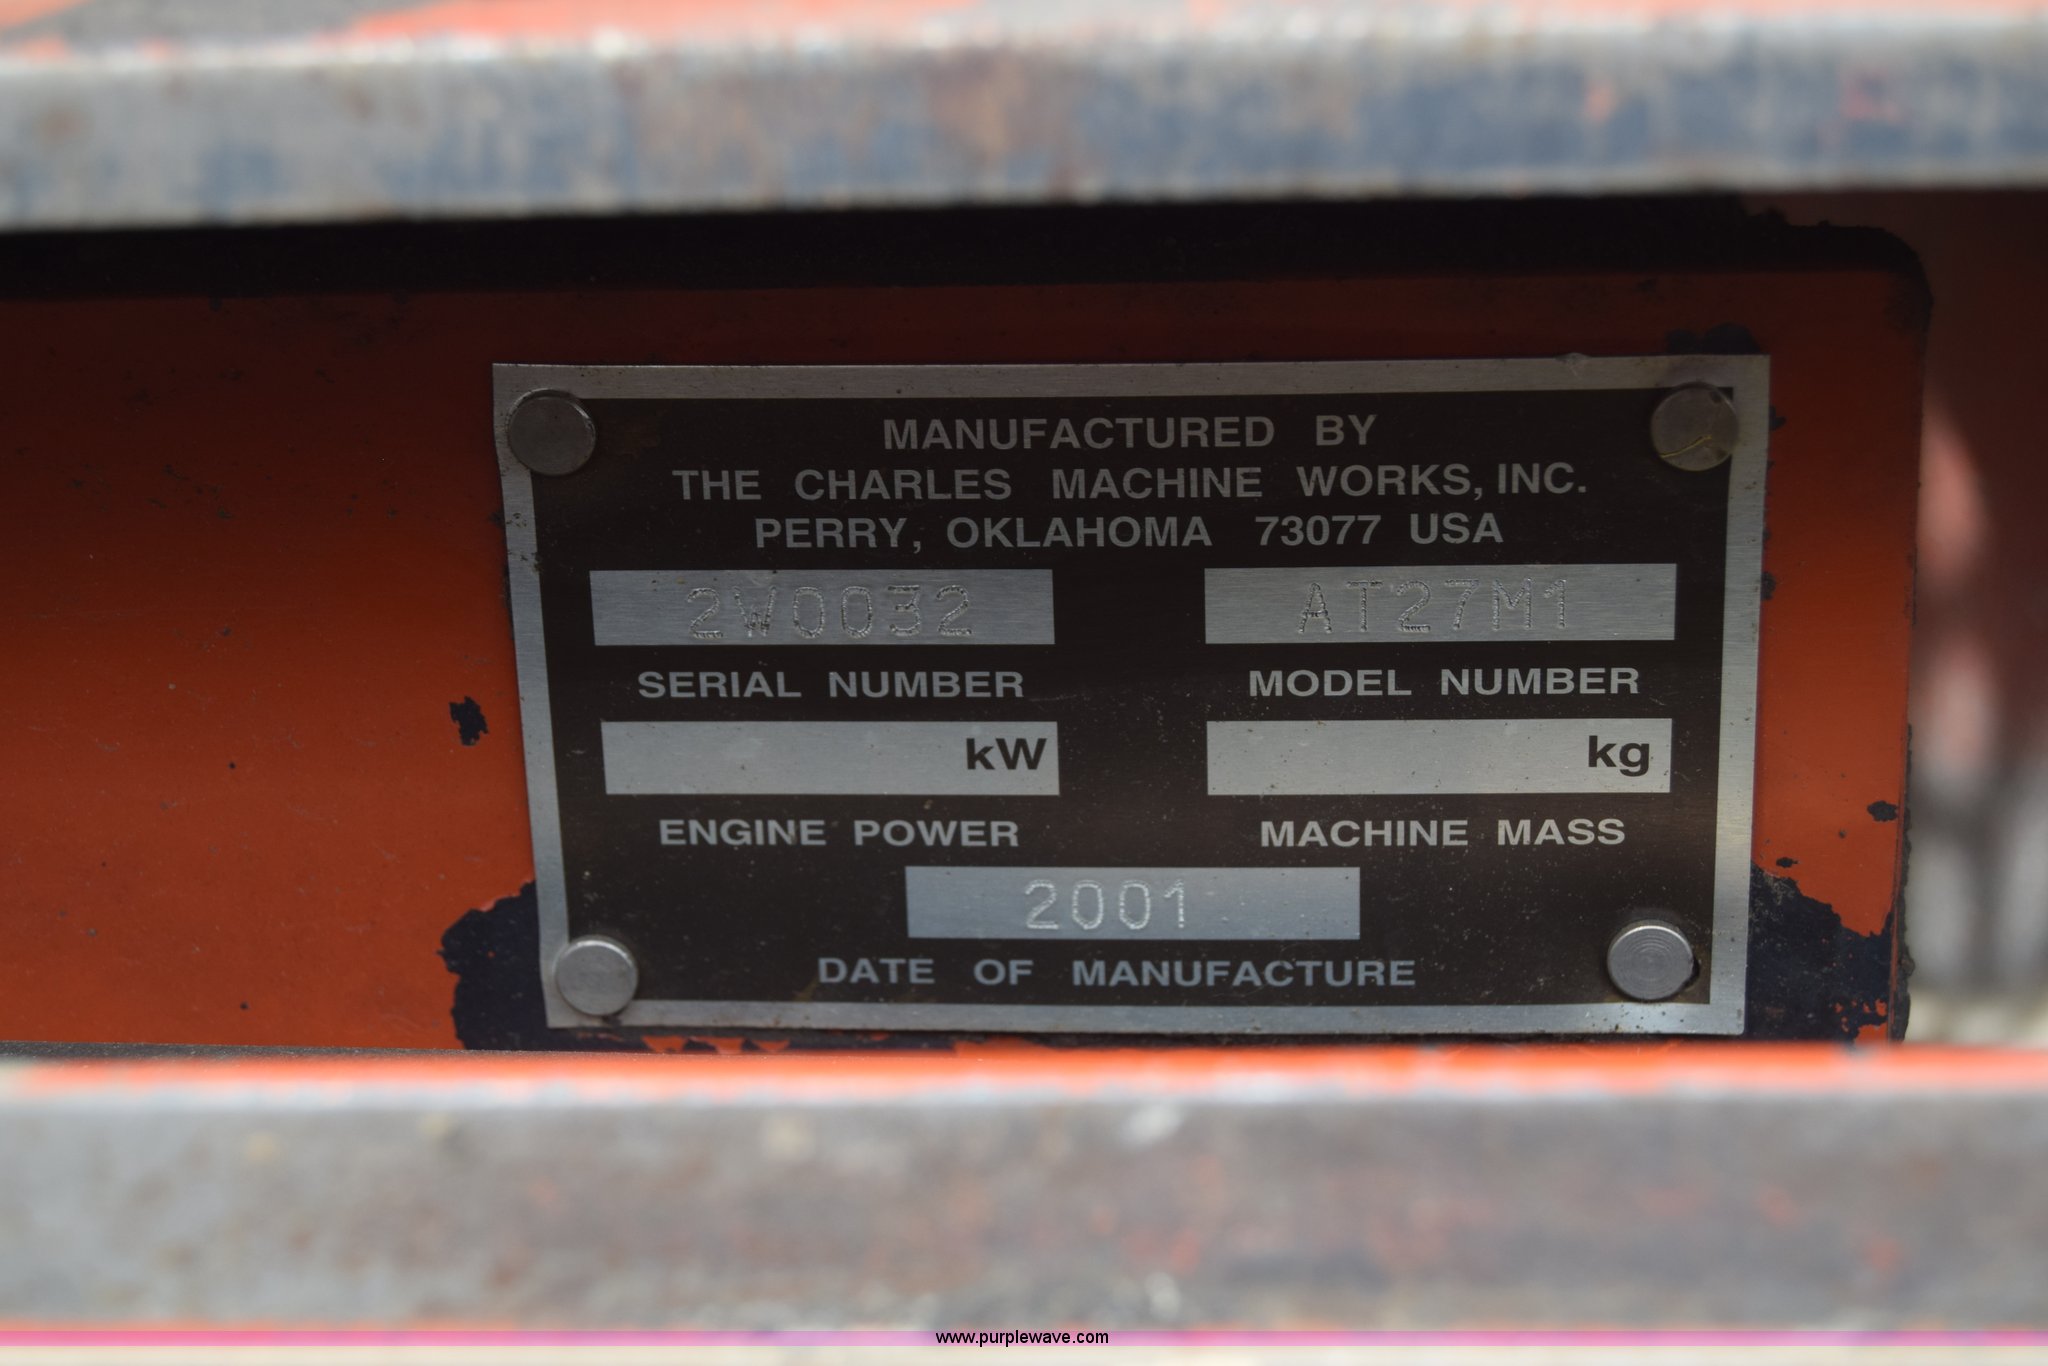 MANUFACTURED BY
THE CHARLES MACHINE WORKS, INC.
PERRY, OKLAHOMA 73077 USA
2W0032 AT27M1
SERIAL NUMBER MODEL NUMBER
kW kg
ENGINE POWER MACHINE MASS
2001
DATE OF MANUFACTURE
www.purplewave.com